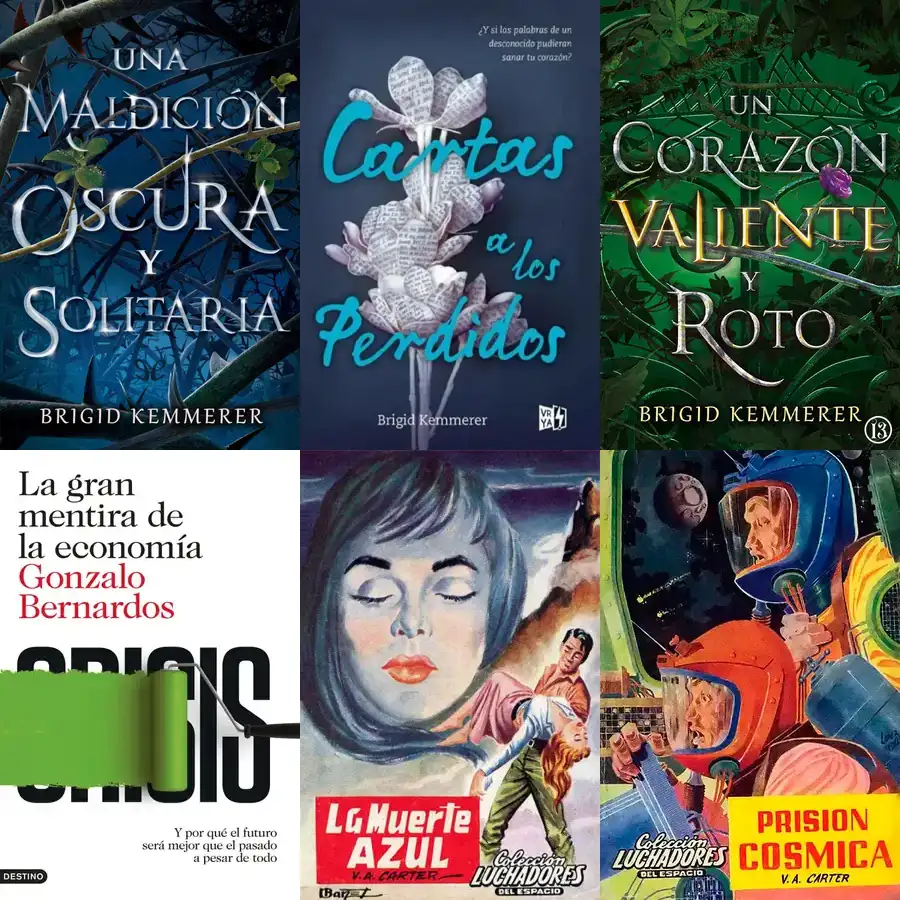 UNA
MALDICIÓN
OSCURA
Y
SOLITARIA
BRIGID KEMMERER
¿Y si las palabras de un
desconocido pudieran
sanar tu corazón?
Cartas
a
los
Perdidos
Brigid Kemmerer
VR
YA
UN
CORAZÓN
VALIENTE
Y
ROTO
BRIGID KEMMERER
13
La gran
mentira de
la economía
Gonzalo
Bernardos
CRISIS
Y por qué el futuro
será mejor que el pasado
a pesar de todo
DESTINO
La Muerte
AZUL
V. A. CARTER
Colección
LUCHADORES
DEL ESPACIO
Colección
LUCHADORES
DEL ESPACIO
PRISION
COSMICA
V. A. CARTER